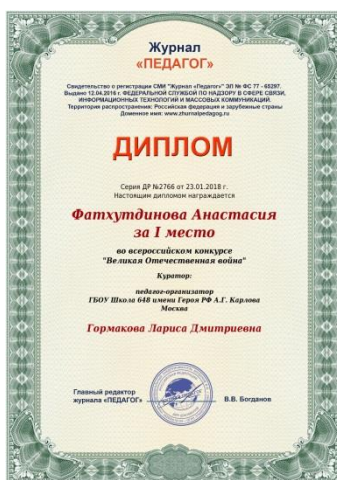 Журнал
«ПЕДАГОГ»
Свидетельство о регистрации СМИ "Журнал «Педагог»" ЭЛ № ФС 77 - 65297.
Выдано 12.04.2016 г. ФЕДЕРАЛЬНОЙ СЛУЖБОЙ ПО НАДЗОРУ В СФЕРЕ СВЯЗИ,
ИНФОРМАЦИОННЫХ ТЕХНОЛОГИЙ И МАССОВЫХ КОММУНИКАЦИЙ.
Территория распространения: Российская федерация и зарубежные страны
Доменное имя: www.zhurnalpedagog.ru
ДИПЛОМ
Серия ДР №2766 от 23.01.2018 г.
Настоящим дипломом награждается
Фатхутдинова Анастасия
за I место
во всероссийском конкурсе
"Великая Отечественная война"
Куратор:
педагог-организатор
ГБОУ Школа 648 имени Героя РФ А.Г. Карлова
Москва
Гормакова Лариса Дмитриевна
Главный редактор
журнала «ПЕДАГОГ»
В.В. Богданов